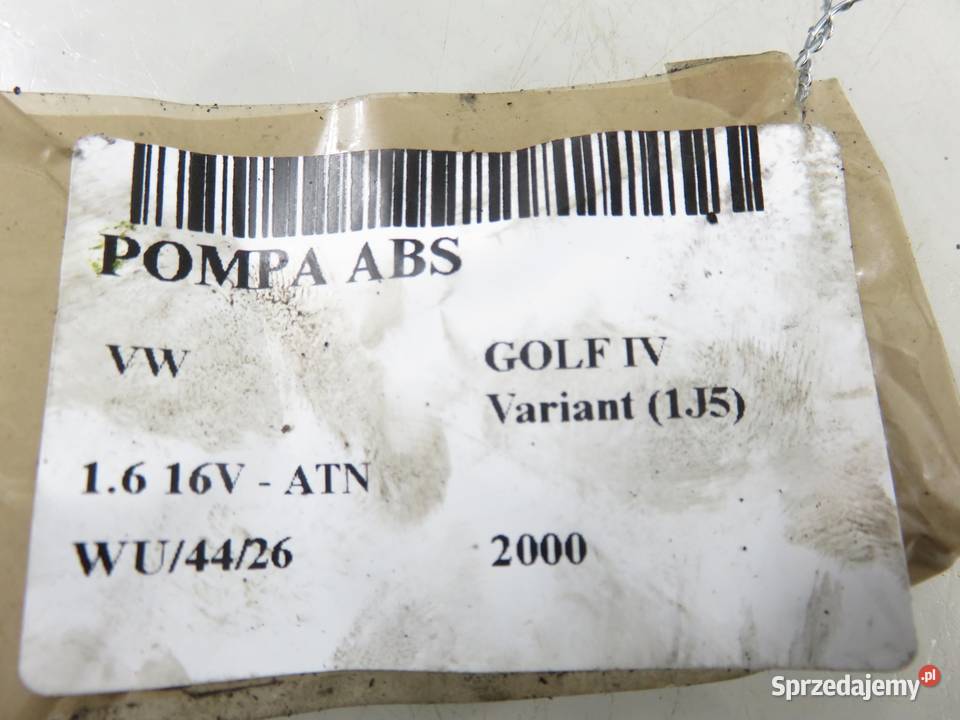 POMPA ABS
VW GOLF IV
Variant (1J5)
1.6 16V - ATN
WU/44/26 2000
Sprzedajemy.pl